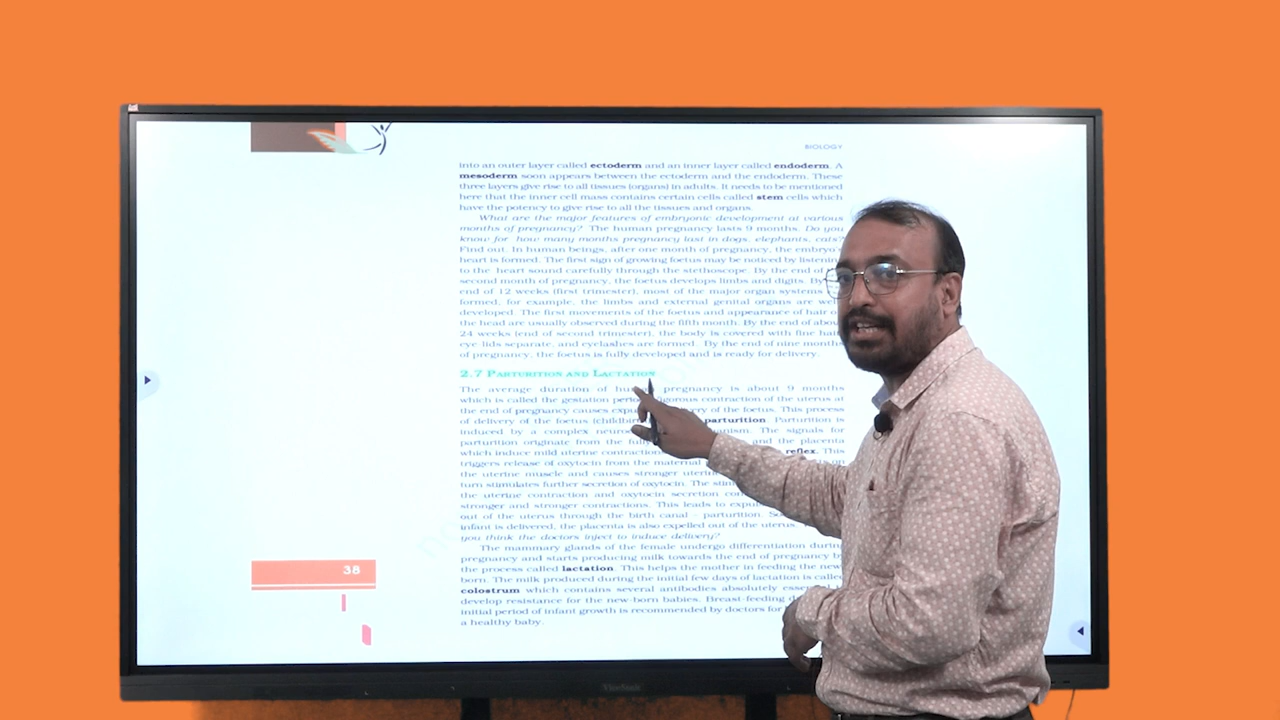 BIOLOGY
into an outer layer called ectoderm and an inner layer called endoderm. A
mesoderm soon appears between the ectoderm and the endoderm. These
three layers give rise to all tissues (organs) in adults. It needs to be mentioned
here that the inner cell mass contains certain cells called stem cells which
have the potency to give rise to all the tissues and organs.
What are the major features of embryonic development at various
months of pregnancy? The human pregnancy lasts 9 months. Do you
know for how many months pregnancy last in dogs, elephants, cats?
Find out. In human beings, after one month of pregnancy, the embryo's
heart is formed. The first sign of growing foetus may be noticed by listening
to the heart sound carefully through the stethoscope. By the end of
second month of pregnancy, the foetus develops limbs and digits. By
end of 12 weeks (first trimester), most of the major organ systems
formed, for example, the limbs and external genital organs are well
developed. The first movements of the foetus and appearance of hair
the head are usually observed during the fifth month. By the end of about
24 weeks (end of second trimester), the body is covered with fine hair,
eye-lids separate, and eyelashes are formed. By the end of nine months
of pregnancy, the foetus is fully developed and is ready for delivery.
2.7 PARTURITION AND LACTATION
The average duration of human pregnancy is about 9 months
which is called the gestation period. Vigorous contraction of the uterus at
the end of pregnancy causes of the foetus. This process
of delivery of the foetus parturition. Parturition is
induced by a complex The signals for
parturition originate from the and the placenta
which induce mild uterine contractions reflex. This
triggers release of oxytocin from the maternal on
the uterine muscle and causes stronger
turn stimulates further secretion of oxytocin. The
the uterine contraction and oxytocin secretion
stronger and stronger contractions. This leads to
out of the uterus through the birth canal – parturition.
infant is delivered, the placenta is also expelled out of the uterus.
you think the doctors inject to induce delivery?
The mammary glands of the female undergo differentiation during
pregnancy and starts producing milk towards the end of pregnancy by
the process called lactation. This helps the mother in feeding the new
born. The milk produced during the initial few days of lactation is called
colostrum which contains several antibodies absolutely essential
develop resistance for the new-born babies. Breast-feeding
initial period of infant growth is recommended by doctors for
a healthy baby.
38
ViewSonic